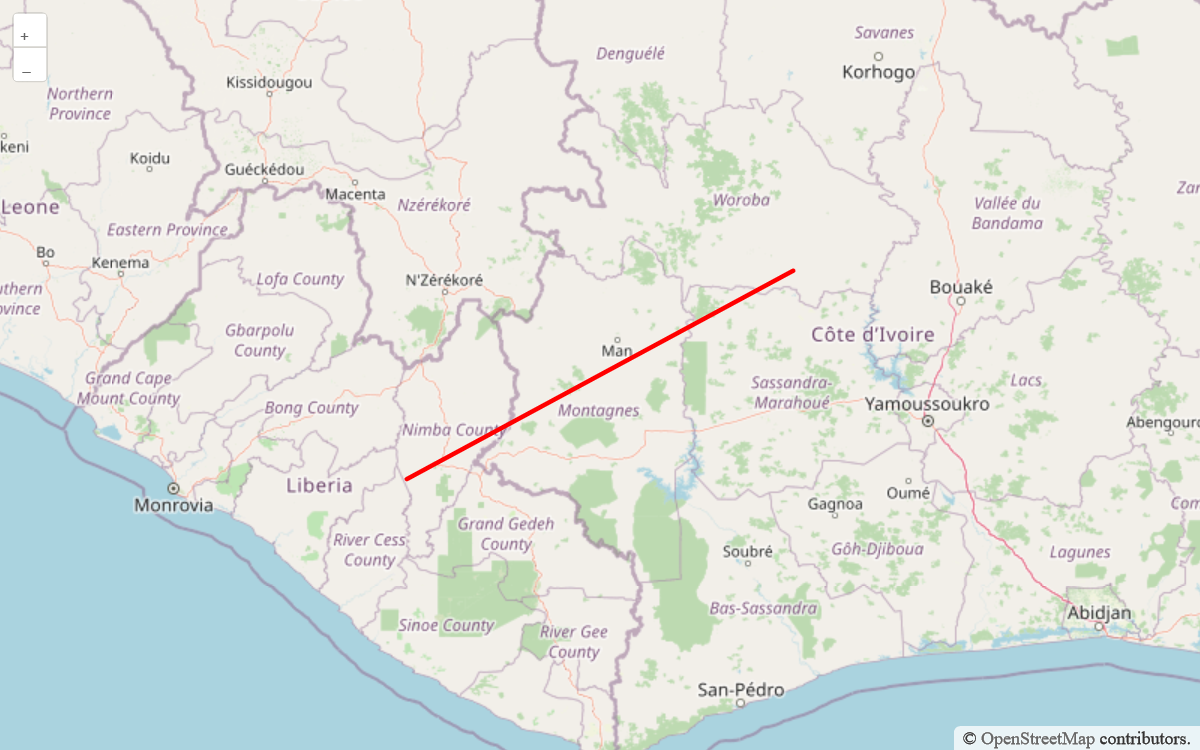 +
–
Savanes
Denguélé
Korhogo
Kissidougou
Northern
Province
keni
Koidu
Guéckédou
Macenta
Leone
Nzérékoré
Woroba
Vallée du
Bandama
Zan
Eastern Province
Bo
Kenema
uthern
ovince
Lofa County
N'Zérékoré
Bouaké
Gbarpolu
County
Côte d'Ivoire
Man
Grand Cape
Mount County
Sassandra-
Marahoué
Lacs
Bong County
Montagnes
Yamoussoukro
Abengourou
Nimba County
Liberia
Monrovia
Oumé
Gagnoa
Com
River Cess
County
Grand Gedeh
County
Soubré
Gôh-Djiboua
Lagunes
Bas-Sassandra
Abidjan
Sinoe County
River Gee
County
San-Pédro
© OpenStreetMap contributors.